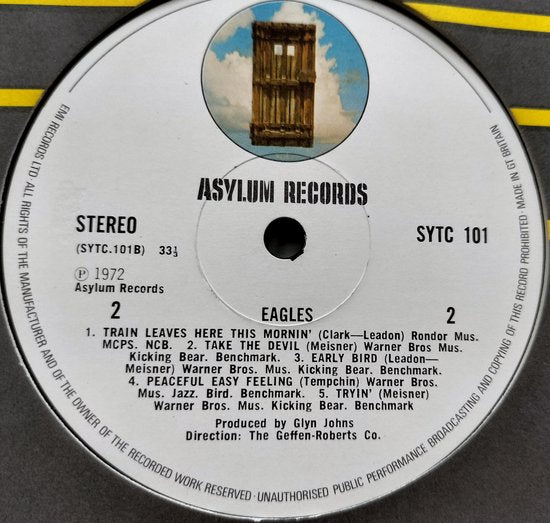 ASYLUM RECORDS
STEREO
(SYTC.101B) 33⅓
SYTC 101
Ⓟ 1972
Asylum Records
2
EAGLES
2
1. TRAIN LEAVES HERE THIS MORNIN' (Clark—Leadon) Rondor Mus.
MCPS. NCB. 2. TAKE THE DEVIL (Meisner) Warner Bros Mus.
Kicking Bear. Benchmark. 3. EARLY BIRD (Leadon—
Meisner) Warner Bros. Mus. Kicking Bear. Benchmark.
4. PEACEFUL EASY FEELING (Tempchin) Warner Bros.
Mus. Jazz. Bird. Benchmark. 5. TRYIN' (Meisner)
Warner Bros. Mus. Kicking Bear. Benchmark
Produced by Glyn Johns
Direction: The Geffen-Roberts Co.
EMI RECORDS LTD · ALL RIGHTS OF THE MANUFACTURER AND OF THE OWNER OF THE RECORDED WORK RESERVED · UNAUTHORISED PUBLIC PERFORMANCE BROADCASTING AND COPYING OF THIS RECORD PROHIBITED · MADE IN GT BRITAIN